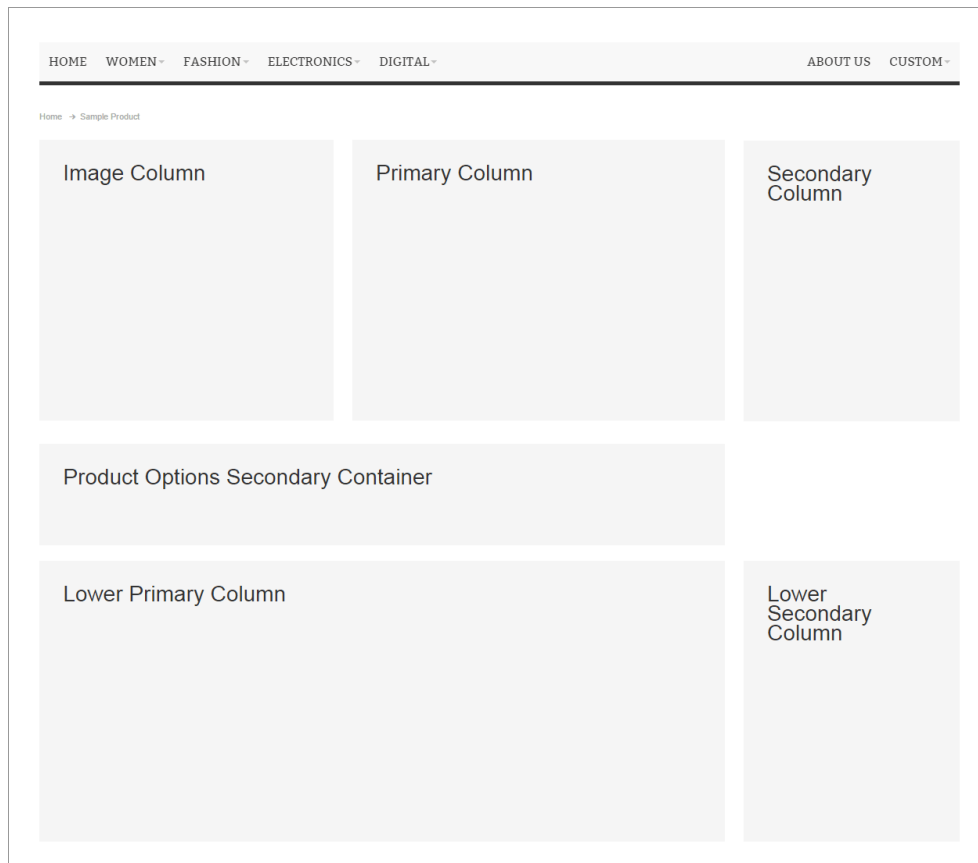 HOME WOMEN FASHION ELECTRONICS DIGITAL ABOUT US CUSTOM
Home → Sample Product
Image Column
Primary Column
Secondary
Column
Product Options Secondary Container
Lower Primary Column
Lower
Secondary
Column